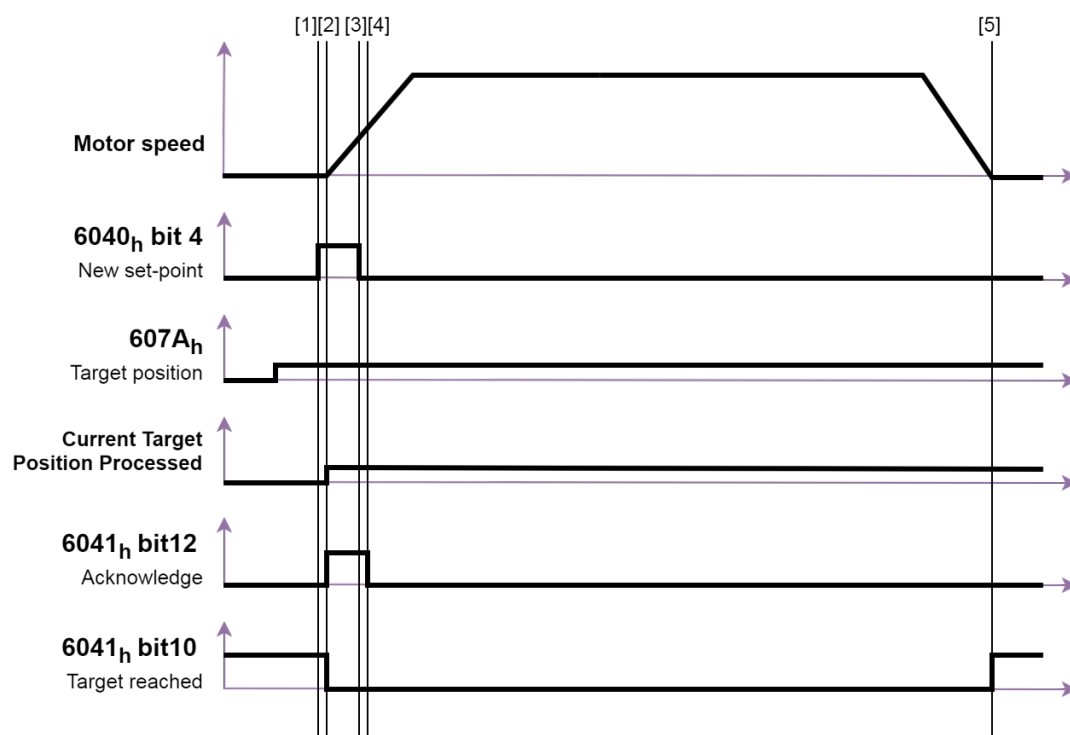 [1][2] [3][4] [5]
Motor speed
6040h bit 4
New set-point
607Ah
Target position
Current Target
Position Processed
6041h bit12
Acknowledge
6041h bit10
Target reached